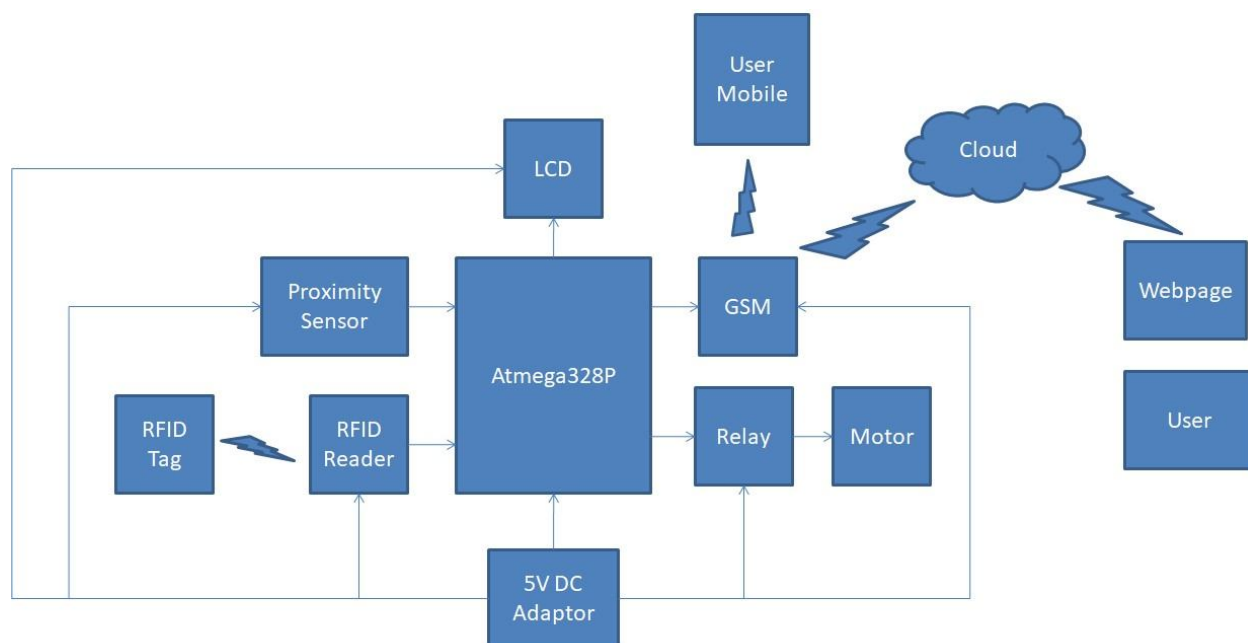 User
Mobile
Cloud
LCD
Proximity
Sensor
GSM
Webpage
Atmega328P
RFID
Tag
RFID
Reader
Relay
Motor
User
5V DC
Adaptor